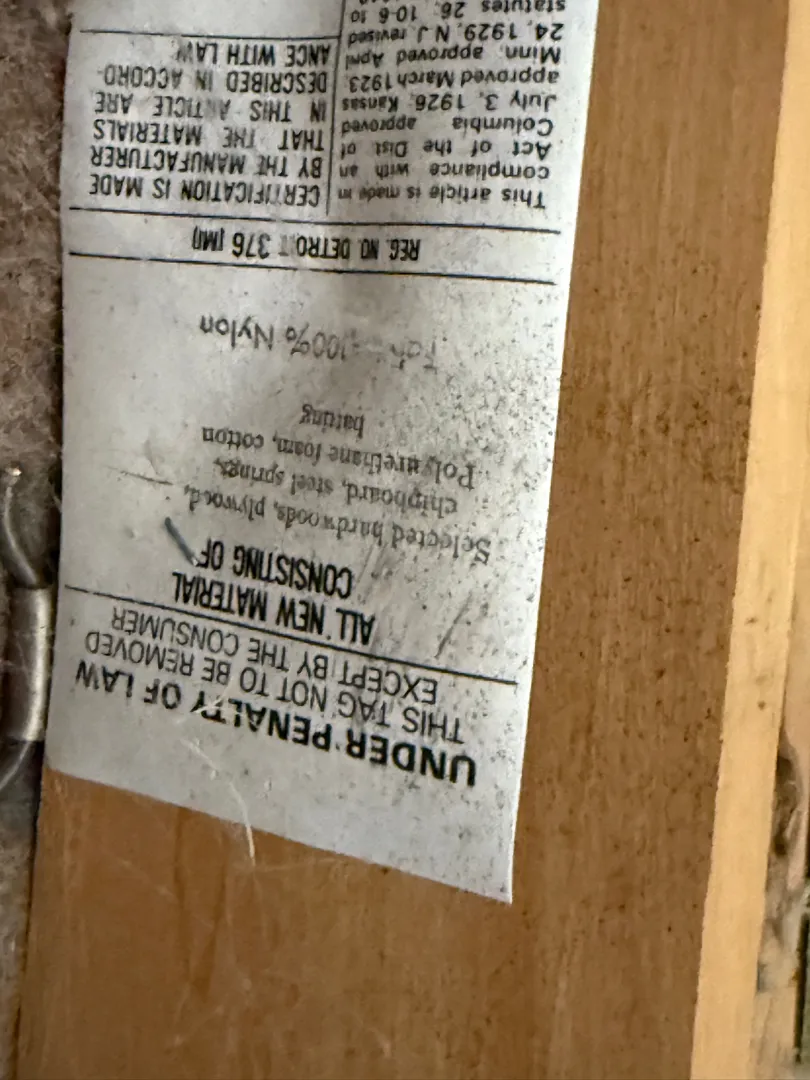 UNDER PENALTY OF LAW
THIS TAG NOT TO BE REMOVED
EXCEPT BY THE CONSUMER
ALL NEW MATERIAL
CONSISTING OF
Selected hardwoods, plywood,
chipboard, steel springs,
Polyurethane foam, cotton
batting
100% Nylon
REG. NO. DETROIT 376 (MI)
This article is made in
compliance with an
Act of the Dist of
Columbia approved
July 3, 1926, Kansas
approved March 1923,
Minn. approved April
24, 1929, N J revised
statutes 26, 10-6 to
CERTIFICATION IS MADE
BY THE MANUFACTURER
THAT THE MATERIALS
IN THIS ARTICLE ARE
DESCRIBED IN ACCORD-
ANCE WITH LAW.